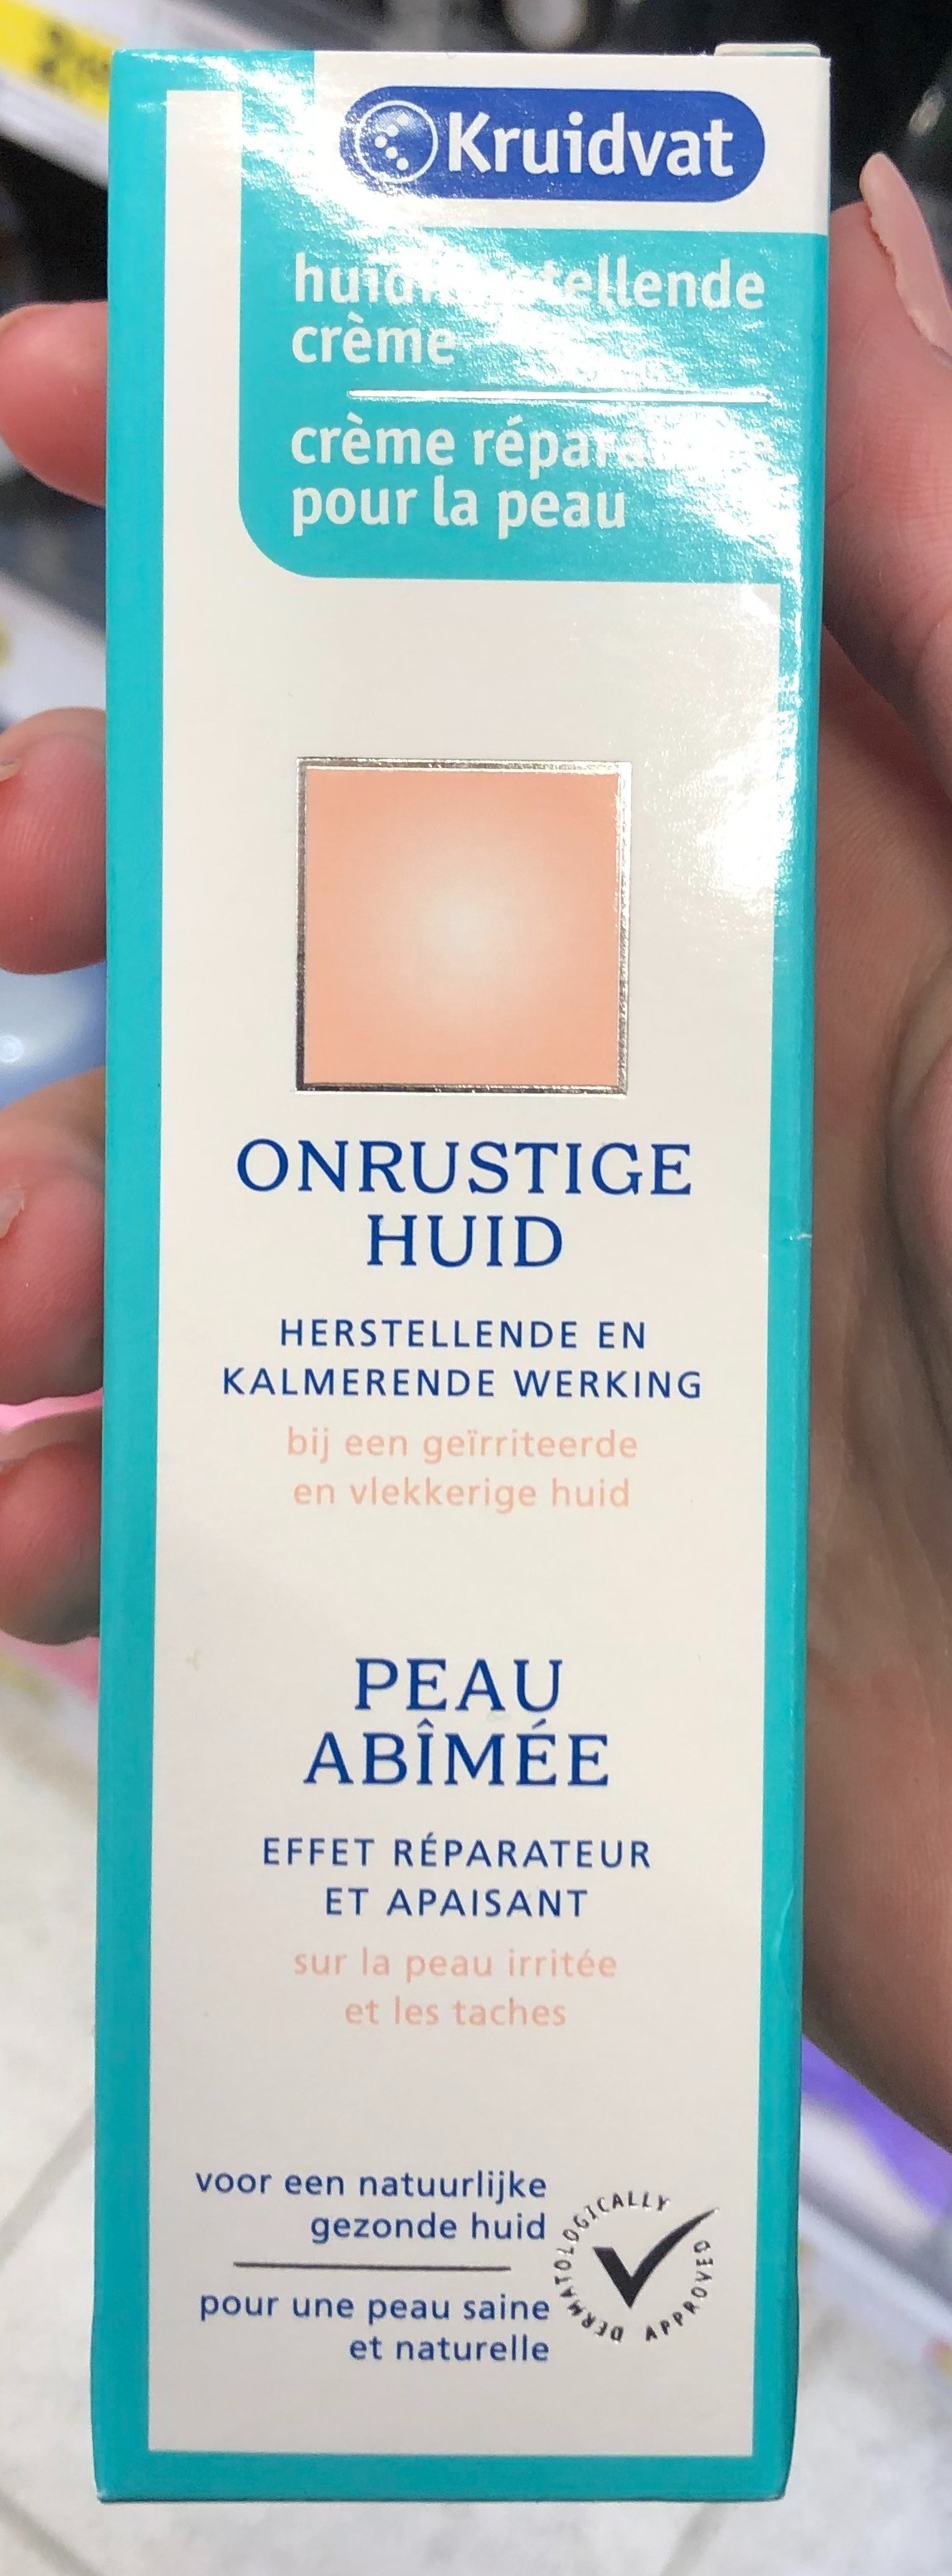 Kruidvat
crème
crème
pour la peau
ONRUSTIGE
HUID
HERSTELLENDE EN
KALMERENDE WERKING
bij een geïrriteerde
en vlekkerige huid
PEAU
ABÎMÉE
EFFET RÉPARATEUR
ET APAISANT
sur la peau irritée
et les taches
voor een natuurlijke
gezonde huid
pour une peau saine
et naturelle
DERMATOLOGICALLY APPROVED